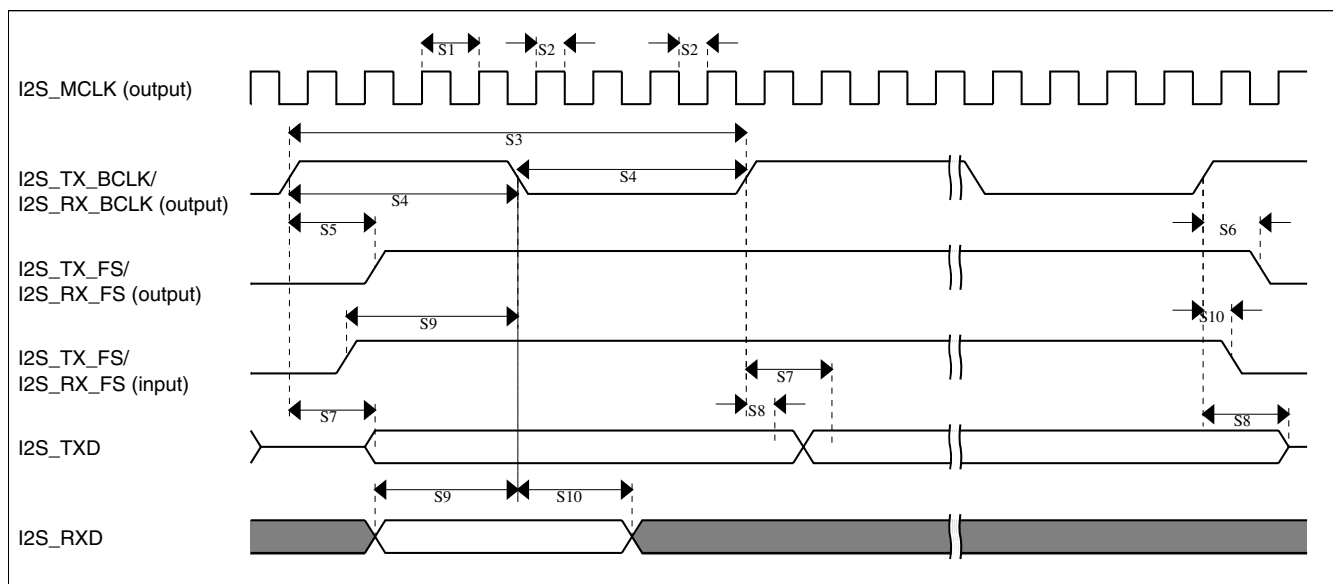 S1
S2
S2
I2S_MCLK (output)
S3
I2S_TX_BCLK/
I2S_RX_BCLK (output)
S4
S4
S5
S6
I2S_TX_FS/
I2S_RX_FS (output)
S9
S10
I2S_TX_FS/
I2S_RX_FS (input)
S7
S7
S8
S8
I2S_TXD
S9
S10
I2S_RXD